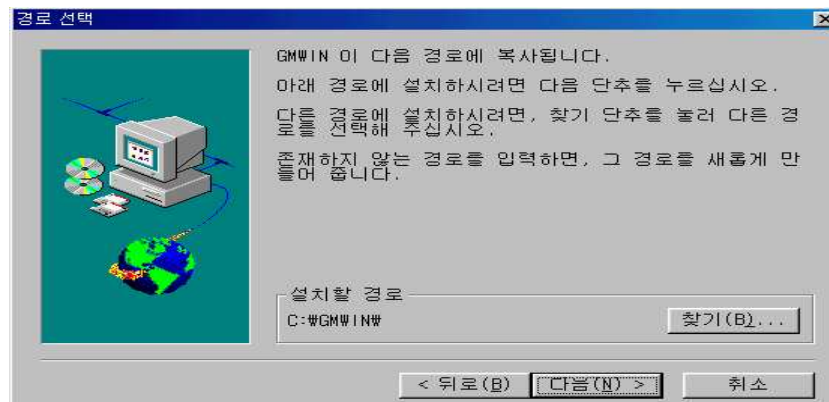 경로 선택
GM₩IN 이 다음 경로에 복사됩니다.
아래 경로에 설치하시려면 다음 단추를 누르십시오.
다른 경로에 설치하시려면, 찾기 단추를 눌러 다른 경
로를 선택해 주십시오.
존재하지 않는 경로를 입력하면, 그 경로를 새롭게 만
들어 줍니다.
설치할 경로
C:₩GM₩IN₩
찾기(B)...
< 뒤로(B)
다음(N) >
취소